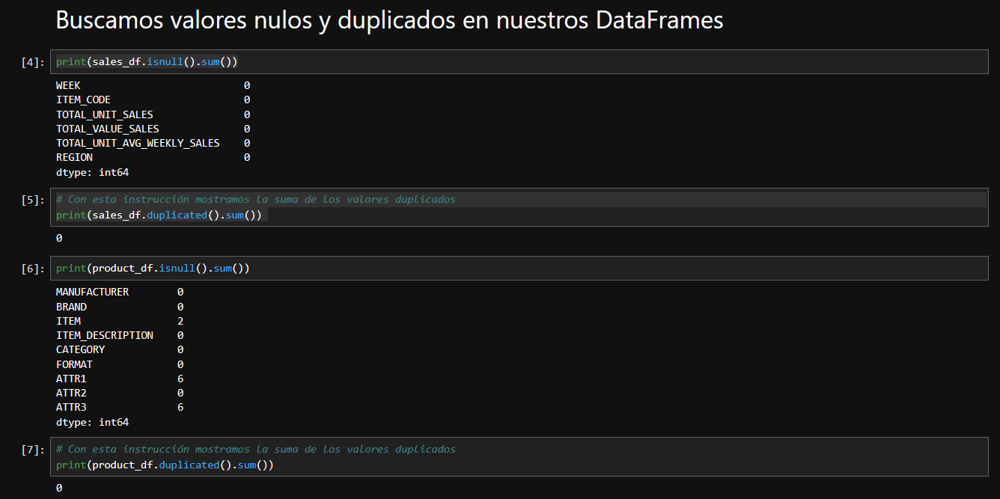 Buscamos valores nulos y duplicados en nuestros DataFrames
[4]: print(sales_df.isnull().sum())
WEEK 0
ITEM_CODE 0
TOTAL_UNIT_SALES 0
TOTAL_VALUE_SALES 0
TOTAL_UNIT_AVG_WEEKLY_SALES 0
REGION 0
dtype: int64
[5]: # Con esta instrucción mostramos la suma de los valores duplicados
print(sales_df.duplicated().sum())
0
[6]: print(product_df.isnull().sum())
MANUFACTURER 0
BRAND 0
ITEM 2
ITEM_DESCRIPTION 0
CATEGORY 0
FORMAT 0
ATTR1 6
ATTR2 0
ATTR3 6
dtype: int64
[7]: # Con esta instrucción mostramos la suma de los valores duplicados
print(product_df.duplicated().sum())
0